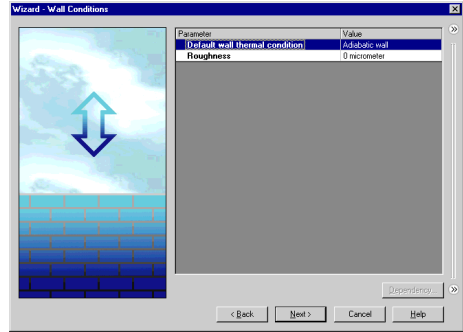 Wizard - Wall Conditions
Parameter Value
Default wall thermal condition Adiabatic wall
Roughness 0 micrometer
Dependency...
< Back Next > Cancel Help